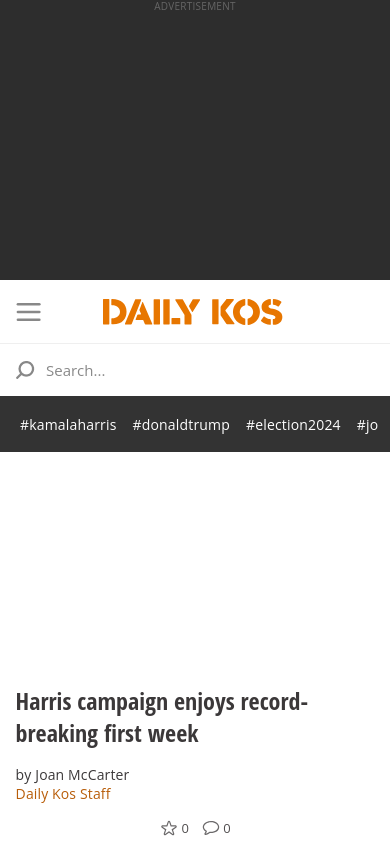 ADVERTISEMENT
DAILY KOS
Search...
#kamalaharris #donaldtrump #election2024 #jo
Harris campaign enjoys record-
breaking first week
by Joan McCarter
Daily Kos Staff
0 0